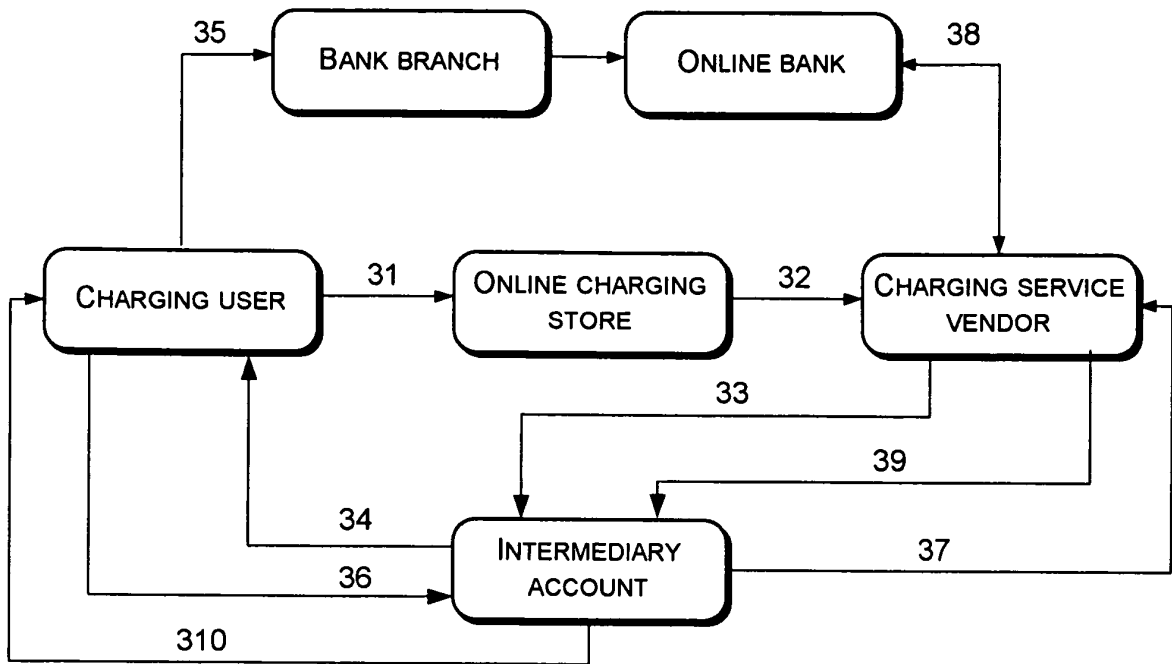 35
BANK BRANCH
ONLINE BANK
38
CHARGING USER
31
ONLINE CHARGING
STORE
32
CHARGING SERVICE
VENDOR
33
39
34
INTERMEDIARY
ACCOUNT
37
36
310